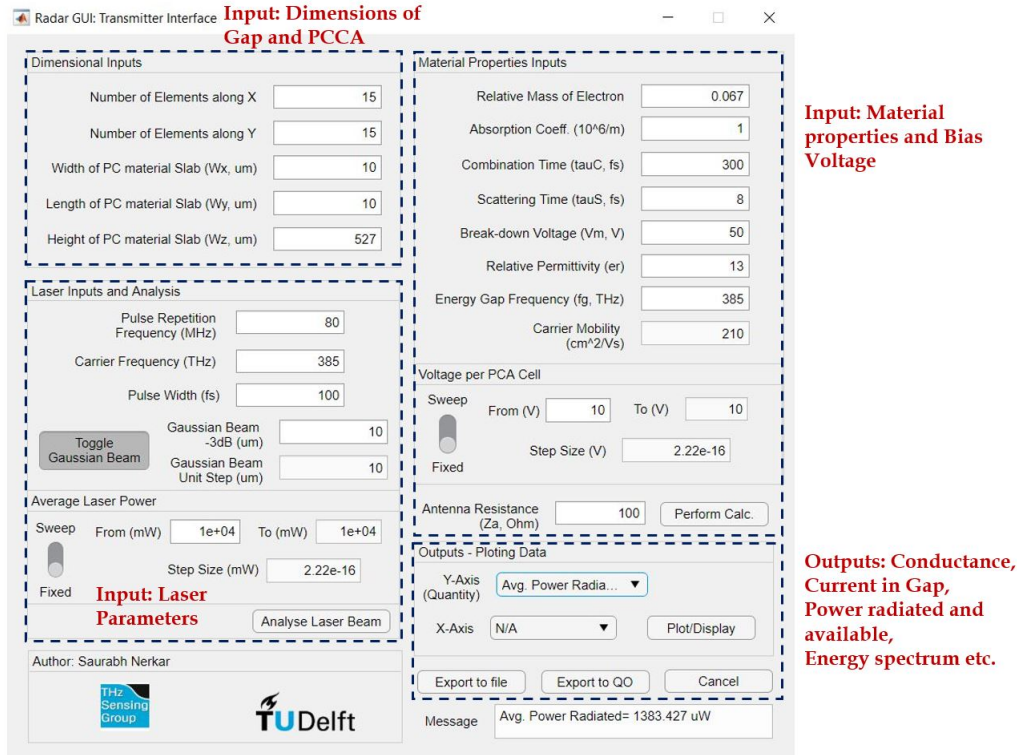 Radar GUI: Transmitter Interface
Input: Dimensions of
Gap and PCCA
Dimensional Inputs
Number of Elements along X 15
Number of Elements along Y 15
Width of PC material Slab (Wx, um) 10
Length of PC material Slab (Wy, um) 10
Height of PC material Slab (Wz, um) 527
Laser Inputs and Analysis
Pulse Repetition
Frequency (MHz) 80
Carrier Frequency (THz) 385
Pulse Width (fs) 100
Toggle
Gaussian Beam
Gaussian Beam
-3dB (um) 10
Gaussian Beam
Unit Step (um) 10
Average Laser Power
Sweep
From (mW) 1e+04 To (mW) 1e+04
Step Size (mW) 2.22e-16
Fixed
Input: Laser
Parameters
Analyse Laser Beam
Author: Saurabh Nerkar
THz
Sensing
Group
TUDelft
Material Properties Inputs
Relative Mass of Electron 0.067
Absorption Coeff. (10^6/m) 1
Combination Time (tauC, fs) 300
Scattering Time (tauS, fs) 8
Break-down Voltage (Vm, V) 50
Relative Permittivity (er) 13
Energy Gap Frequency (fg, THz) 385
Carrier Mobility
(cm^2/Vs) 210
Voltage per PCA Cell
Sweep
From (V) 10 To (V) 10
Step Size (V) 2.22e-16
Fixed
Antenna Resistance
(Za, Ohm) 100 Perform Calc.
Outputs - Ploting Data
Y-Axis
(Quantity) Avg. Power Radia...
X-Axis N/A Plot/Display
Export to file Export to QO Cancel
Message Avg. Power Radiated= 1383.427 uW
Input: Material
properties and Bias
Voltage
Outputs: Conductance,
Current in Gap,
Power radiated and
available,
Energy spectrum etc.